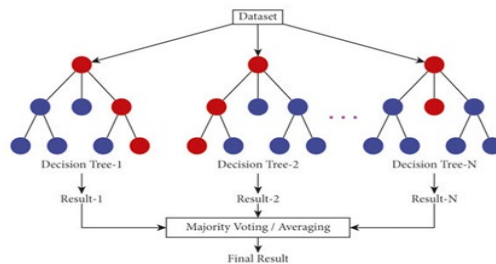 Dataset
Decision Tree-1
Decision Tree-2
Decision Tree-N
Result-1
Result-2
Result-N
Majority Voting / Averaging
Final Result